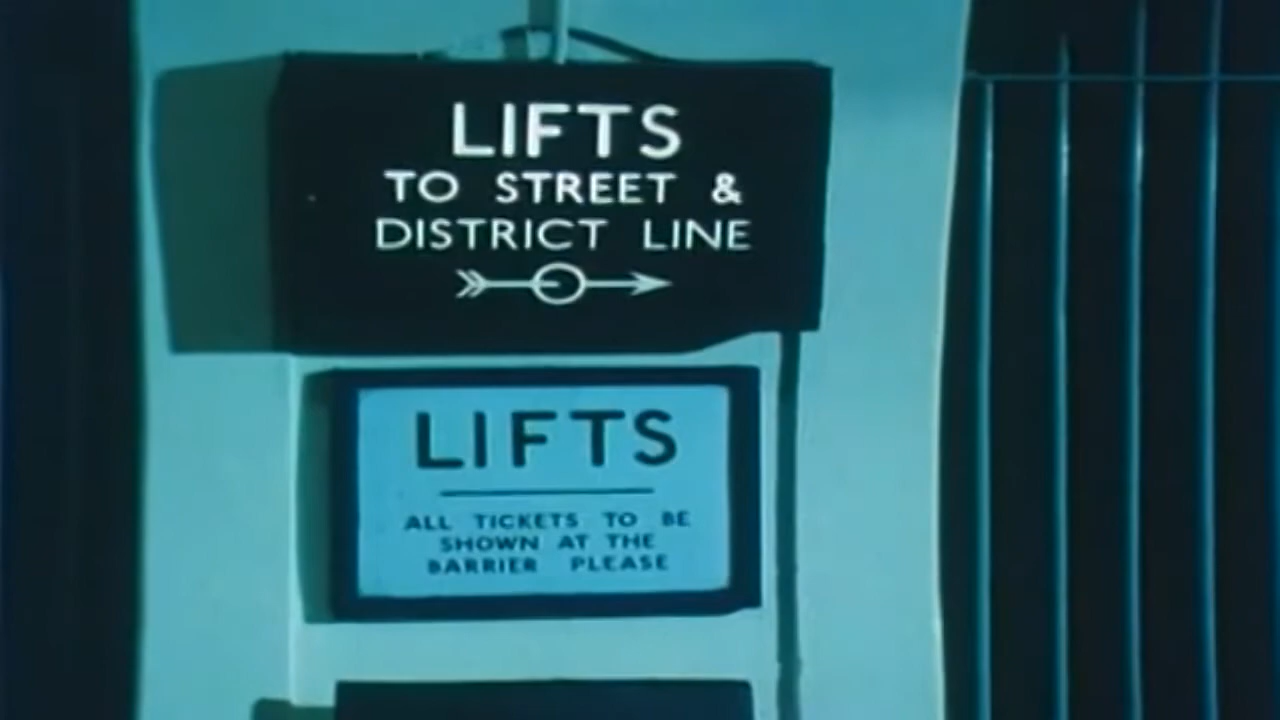 LIFTS
TO STREET &
DISTRICT LINE
LIFTS
ALL TICKETS TO BE
SHOWN AT THE
BARRIER PLEASE